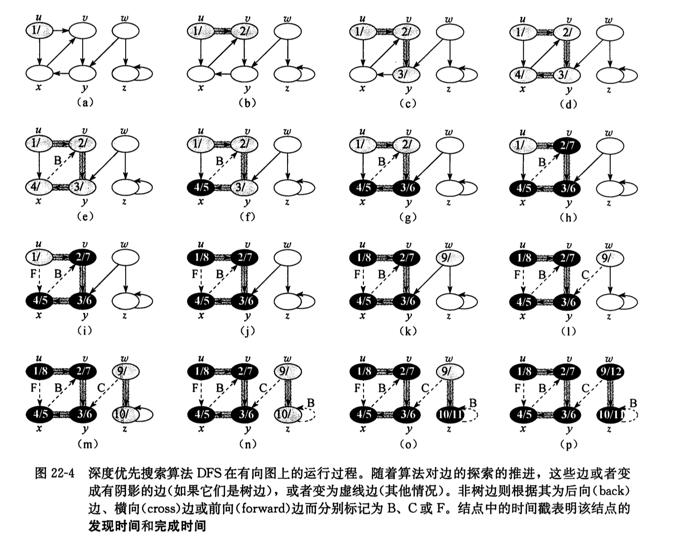 u v w
1/
x y z
(a)
u v w
1/ 2/
x y z
(b)
u v w
1/ 2/
3/
x y z
(c)
u v w
1/ 2/
4/ 3/
x y z
(d)
u v w
1/ 2/
B
4/ 3/
x y z
(e)
u v w
1/ 2/
B
4/5 3/
x y z
(f)
u v w
1/ 2/
B
4/5 3/6
x y z
(g)
u v w
1/ 2/7
B
4/5 3/6
x y z
(h)
u v w
1/ 2/7
F B
4/5 3/6
x y z
(i)
u v w
1/8 2/7
F B
4/5 3/6
x y z
(j)
u v w
1/8 2/7 9/
F B
4/5 3/6
x y z
(k)
u v w
1/8 2/7 9/
F B C
4/5 3/6
x y z
(l)
u v w
1/8 2/7 9/
F B C
4/5 3/6 10/
x y z
(m)
u v w
1/8 2/7 9/
F B C B
4/5 3/6 10/
x y z
(n)
u v w
1/8 2/7 9/
F B C B
4/5 3/6 10/11
x y z
(o)
u v w
1/8 2/7 9/12
F B C B
4/5 3/6 10/11
x y z
(p)
图 22-4 深度优先搜索算法 DFS 在有向图上的运行过程。随着算法对边的探索的推进，这些边或者变
成有阴影的边(如果它们是树边)，或者变为虚线边(其他情况)。非树边则根据其为后向(back)
边、横向(cross)边或前向(forward)边而分别标记为 B、C 或 F。结点中的时间戳表明该结点的
发现时间和完成时间